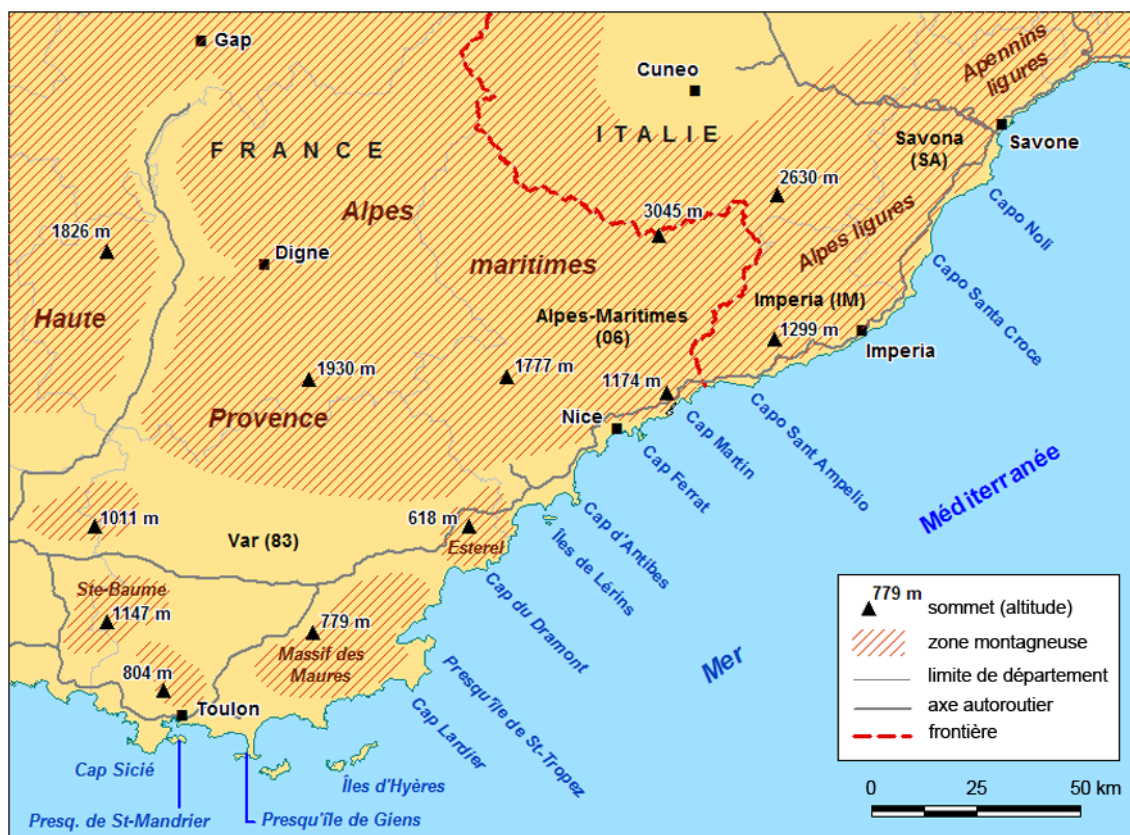 Gap
Cuneo
Apennins
ligures
FRANCE
ITALIE
Savona
(SA)
Savone
2630 m
1826 m
Alpes
3045 m
Alpes ligures
Capo Noli
Digne
maritimes
Haute
Alpes-Maritimes
(06)
Imperia (IM)
1299 m
Imperia
Capo Santa Croce
1930 m
1777 m
1174 m
Provence
Nice
Cap Martin
Capo Sant Ampelio
Cap Ferrat
Méditerranée
1011 m
618 m
Var (83)
Esterel
Cap d'Antibes
Îles de Lérins
Ste-Baume
1147 m
779 m
Massif des
Maures
Cap du Dramont
Mer
804 m
Toulon
Presqu'île de St-Tropez
Cap Lardier
Cap Sicié
Îles d'Hyères
Presq. de St-Mandrier
Presqu'île de Giens
779 m
sommet (altitude)
zone montagneuse
limite de département
axe autoroutier
frontière
0 25 50 km